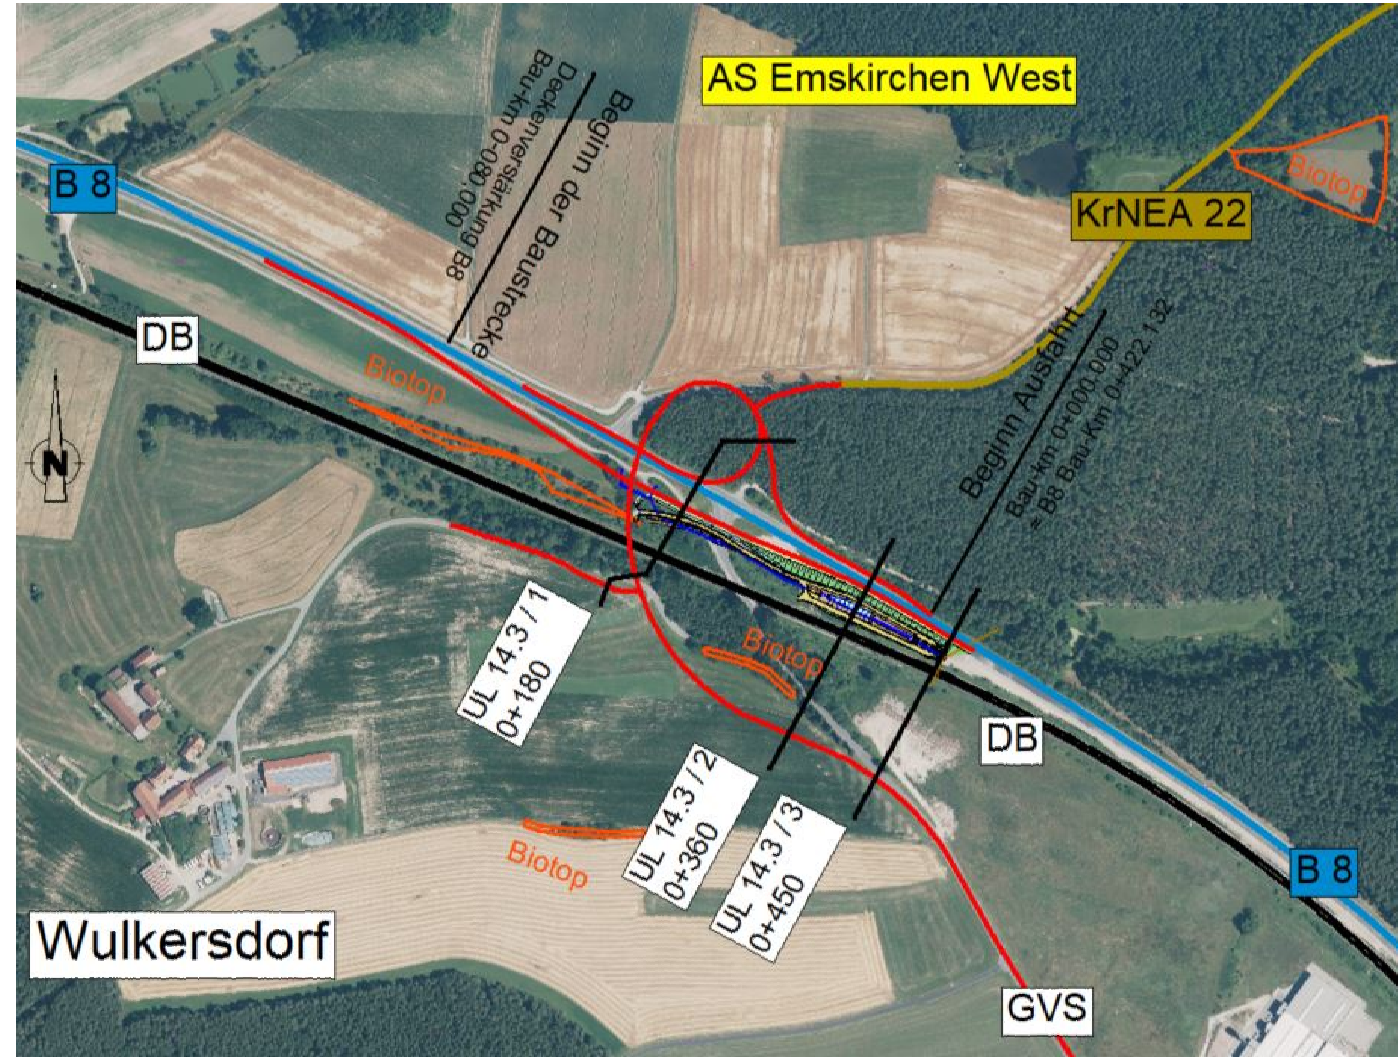 AS Emskirchen West
B 8
Beginn der Baustrecke
Deckenverstärkung B8
Bau-km 0-080.000
Biotop
KrNEA 22
DB
Biotop
N
Beginn Ausfahrt
Bau-km 0+000.000
= B8 Bau-Km 0+422.132
UL 14.3 / 1
0+180
Biotop
DB
UL 14.3 / 2
0+360
UL 14.3 / 3
0+450
Biotop
B 8
Wulkersdorf
GVS